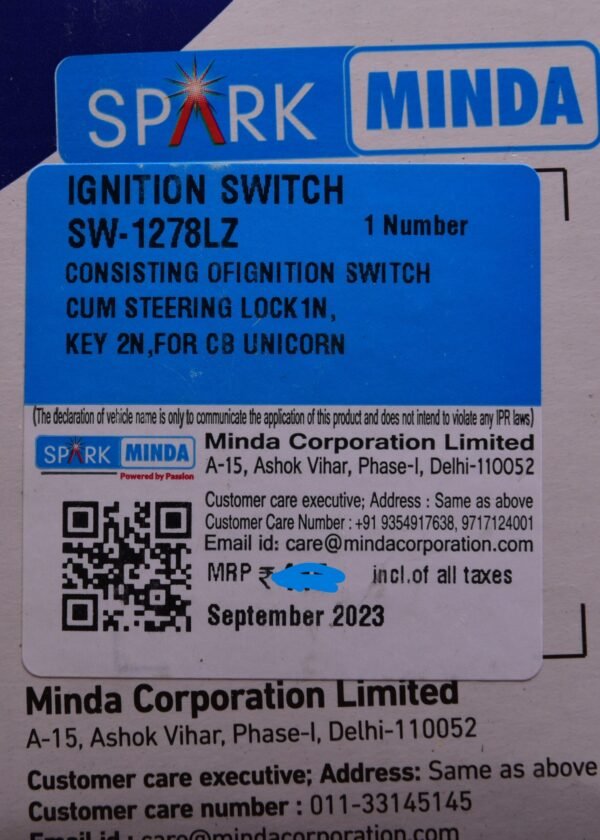 SPARK MINDA
IGNITION SWITCH
SW-1278LZ 1 Number
CONSISTING OFIGNITION SWITCH
CUM STEERING LOCK1N,
KEY 2N,FOR CB UNICORN
(The declaration of vehicle name is only to communicate the application of this product and does not intend to violate any IPR laws)
SPARK MINDA
Powered by Passion
Minda Corporation Limited
A-15, Ashok Vihar, Phase-I, Delhi-110052
Customer care executive; Address : Same as above
Customer Care Number : +91 9354917638, 9717124001
Email id: care@mindacorporation.com
MRP ₹ incl.of all taxes
September 2023
Minda Corporation Limited
A-15, Ashok Vihar, Phase-I, Delhi-110052
Customer care executive; Address: Same as above
Customer care number : 011-33145145
Email id : care@mindacorporation.com